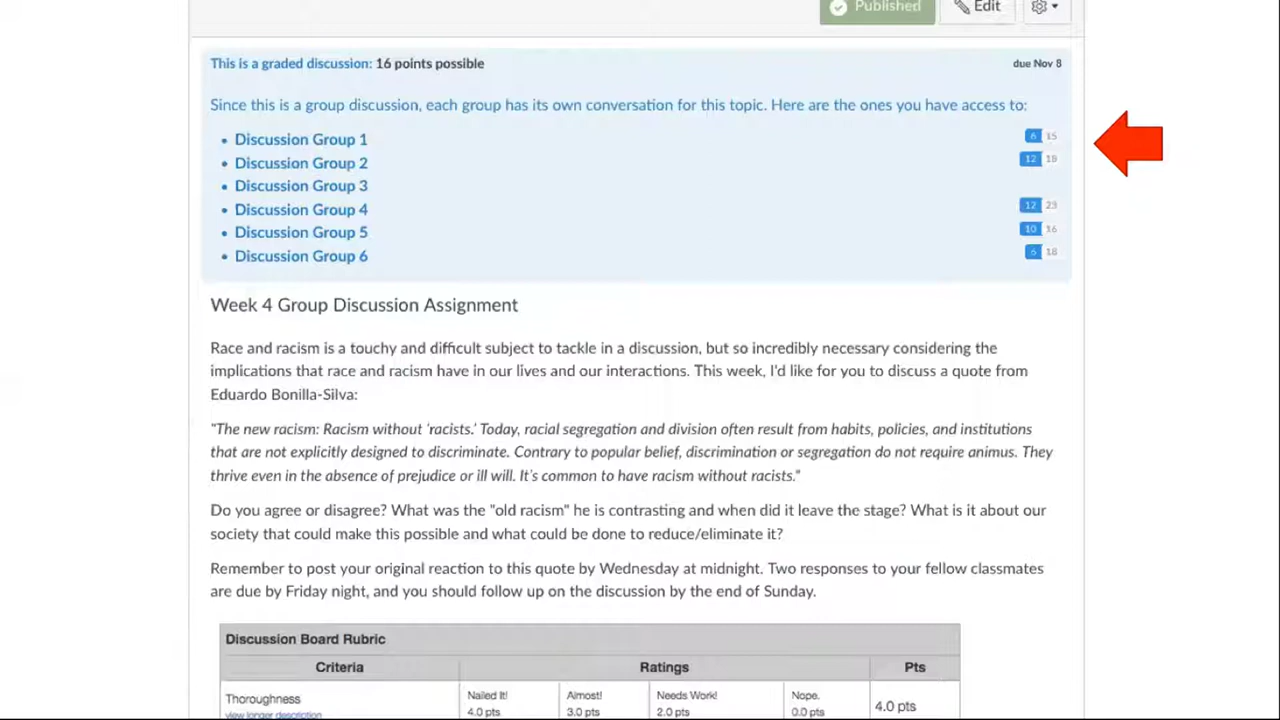 Published Edit
This is a graded discussion: 16 points possible due Nov 8
Since this is a group discussion, each group has its own conversation for this topic. Here are the ones you have access to:
• Discussion Group 1 6 15
• Discussion Group 2 12 19
• Discussion Group 3
• Discussion Group 4 12 23
• Discussion Group 5 10 16
• Discussion Group 6 6 18
Week 4 Group Discussion Assignment
Race and racism is a touchy and difficult subject to tackle in a discussion, but so incredibly necessary considering the
implications that race and racism have in our lives and our interactions. This week, I'd like for you to discuss a quote from
Eduardo Bonilla-Silva:
"The new racism: Racism without 'racists.' Today, racial segregation and division often result from habits, policies, and institutions
that are not explicitly designed to discriminate. Contrary to popular belief, discrimination or segregation do not require animus. They
thrive even in the absence of prejudice or ill will. It's common to have racism without racists."
Do you agree or disagree? What was the "old racism" he is contrasting and when did it leave the stage? What is it about our
society that could make this possible and what could be done to reduce/eliminate it?
Remember to post your original reaction to this quote by Wednesday at midnight. Two responses to your fellow classmates
are due by Friday night, and you should follow up on the discussion by the end of Sunday.
Discussion Board Rubric
Criteria Ratings Pts
Thoroughness Nailed It! Almost! Needs Work! Nope.
view longer description 4.0 pts 3.0 pts 2.0 pts 0.0 pts 4.0 pts